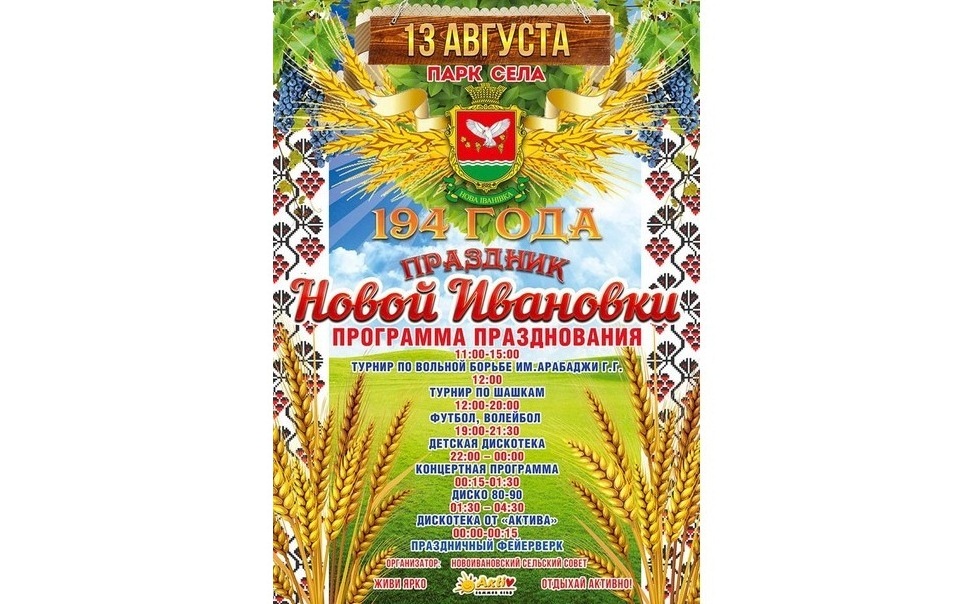 13 АВГУСТА
ПАРК СЕЛА
НОВА ІВАНІВКА
194 ГОДА
ПРАЗДНИК
Новой Ивановки
ПРОГРАММА ПРАЗДНОВАНИЯ
11:00-15:00
ТУРНИР ПО ВОЛЬНОЙ БОРЬБЕ ИМ.АРАБАДЖИ Г.Г.
12:00
ТУРНИР ПО ШАШКАМ
12:00-20:00
ФУТБОЛ, ВОЛЕЙБОЛ
19:00-21:30
ДЕТСКАЯ ДИСКОТЕКА
22:00 – 00:00
КОНЦЕРТНАЯ ПРОГРАММА
00:15-01:30
ДИСКО 80-90
01:30 – 04:30
ДИСКОТЕКА ОТ «АКТИВА»
00:00-00:15
ПРАЗДНИЧНЫЙ ФЕЙЕРВЕРК
ОРГАНИЗАТОР: НОВОИВАНОВСКИЙ СЕЛЬСКИЙ СОВЕТ
ЖИВИ ЯРКО
SUMMER CLUB
ОТДЫХАЙ АКТИВНО!